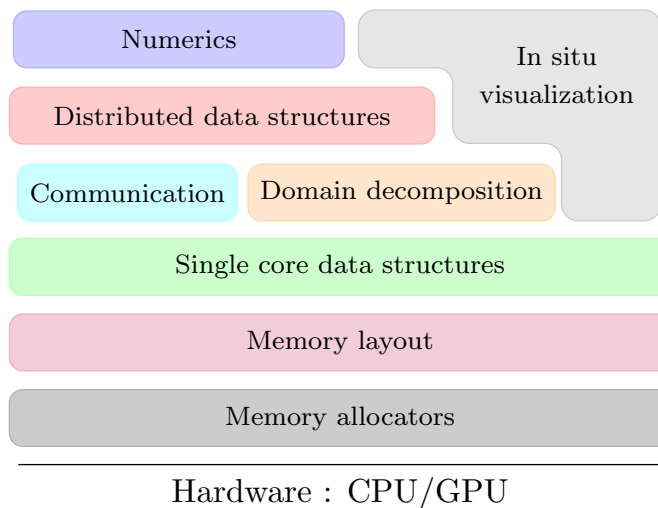 Numerics
In situ
visualization
Distributed data structures
Communication
Domain decomposition
Single core data structures
Memory layout
Memory allocators
Hardware : CPU/GPU